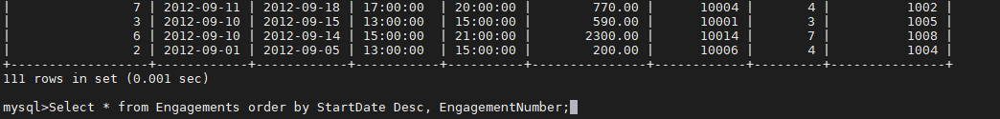 |                 7 | 2012-09-11 | 2012-09-18 | 17:00:00  | 20:00:00 |        770.00 |      10004 |       4 |          1002 |
|                 3 | 2012-09-10 | 2012-09-15 | 13:00:00  | 15:00:00 |        590.00 |      10001 |       3 |          1005 |
|                 6 | 2012-09-10 | 2012-09-14 | 15:00:00  | 21:00:00 |       2300.00 |      10014 |       7 |          1008 |
|                 2 | 2012-09-01 | 2012-09-05 | 13:00:00  | 15:00:00 |        200.00 |      10006 |       4 |          1004 |
+------------------+------------+------------+-----------+----------+---------------+------------+---------+---------------+
111 rows in set (0.001 sec)
mysql>Select * from Engagements order by StartDate Desc, EngagementNumber;